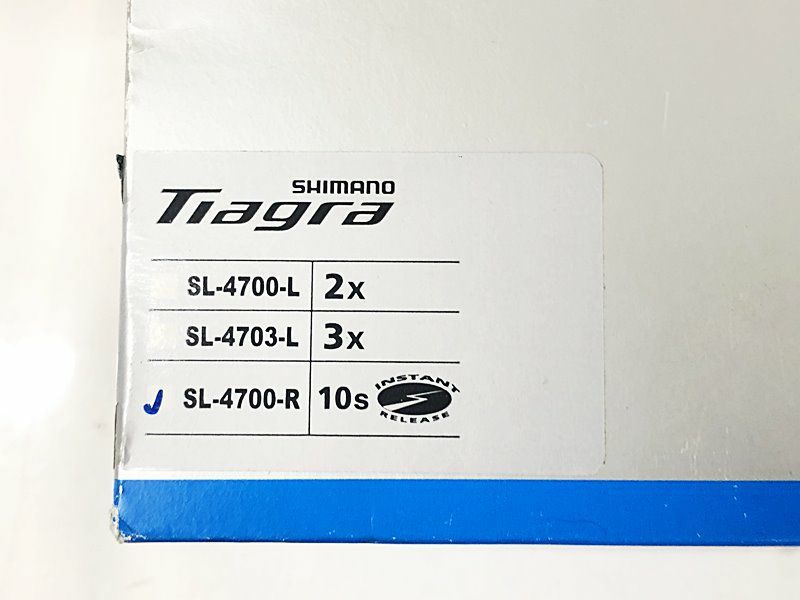 SHIMANO
Tiagra
SL-4700-L 2x
SL-4703-L 3x
SL-4700-R 10s INSTANT RELEASE